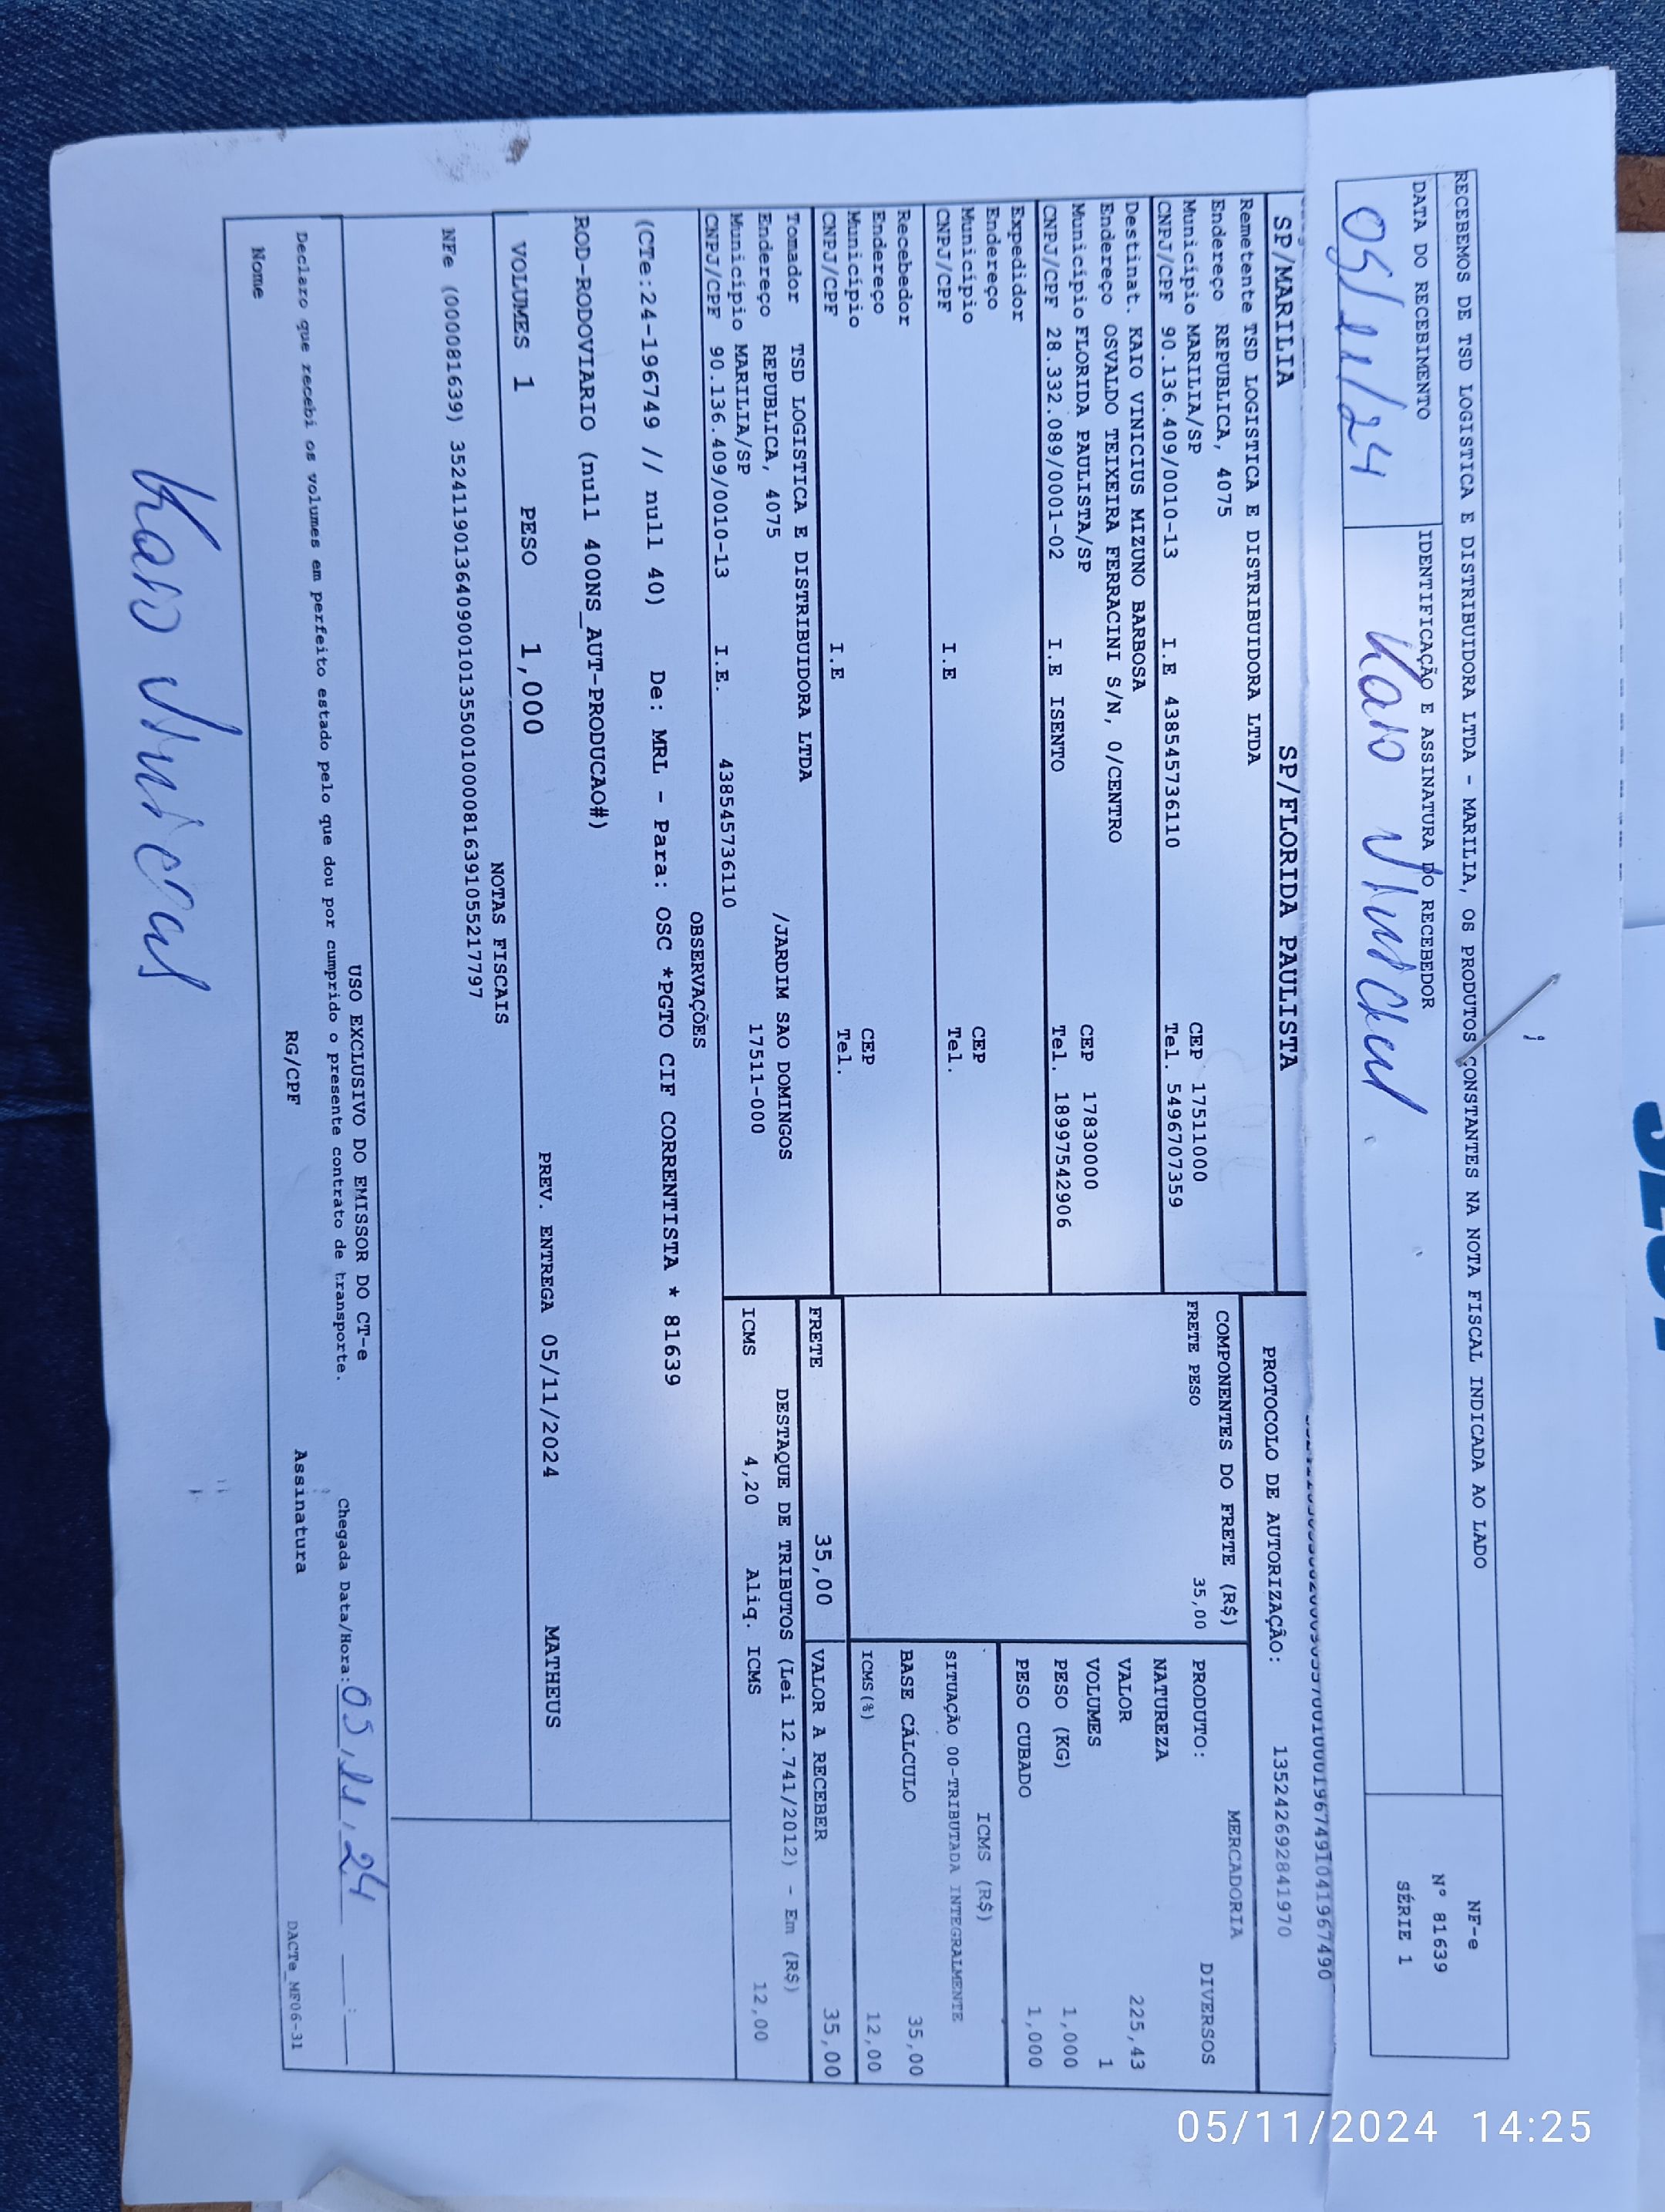 RECEBEMOS DE TSD LOGISTICA E DISTRIBUIDORA LTDA - MARILIA, OS PRODUTOS CONSTANTES NA NOTA FISCAL INDICADA AO LADO
DATA DO RECEBIMENTO
IDENTIFICAÇÃO E ASSINATURA DO RECEBEDOR
05/11/24
Kaio Vinicius
NF-e
Nº 81639
SÉRIE 1
SP/MARILIA
SP/FLORIDA PAULISTA
PROTOCOLO DE AUTORIZAÇÃO: 135242692841970
Remetente TSD LOGISTICA E DISTRIBUIDORA LTDA
Endereço REPUBLICA, 4075
Município MARILIA/SP CEP 17511000
CNPJ/CPF 90.136.409/0010-13 I.E 438545736110 Tel. 5496707359
Destinat. KAIO VINICIUS MIZUNO BARBOSA
Endereço OSVALDO TEIXEIRA FERRACINI S/N, 0/CENTRO
Município FLORIDA PAULISTA/SP CEP 17830000
CNPJ/CPF 28.332.089/0001-02 I.E ISENTO Tel. 18997542906
Expedidor
Endereço
Município CEP
CNPJ/CPF I.E Tel.
Recebedor
Endereço
Município CEP
CNPJ/CPF I.E Tel.
Tomador TSD LOGISTICA E DISTRIBUIDORA LTDA
Endereço REPUBLICA, 4075 /JARDIM SAO DOMINGOS
Município MARILIA/SP 17511-000
CNPJ/CPF 90.136.409/0010-13 I.E. 438545736110
COMPONENTES DO FRETE (R$)
FRETE PESO 35,00
MERCADORIA
PRODUTO: DIVERSOS
NATUREZA
VALOR 225,43
VOLUMES 1
PESO (KG) 1,000
PESO CUBADO 1,000
ICMS (R$)
SITUAÇÃO 00-TRIBUTADA INTEGRALMENTE
BASE CÁLCULO 35,00
ICMS(%) 12,00
FRETE 35,00
VALOR A RECEBER 35,00
DESTAQUE DE TRIBUTOS (Lei 12.741/2012) - Em (R$)
ICMS 4,20 Aliq. ICMS 12,00
OBSERVAÇÕES
(CTe:24-196749 // null 40) De: MRL - Para: OSC *PGTO CIF CORRENTISTA * 81639
ROD-RODOVIARIO (null 400NS_AUT-PRODUCAO#)
VOLUMES 1 PESO 1,000 PREV. ENTREGA 05/11/2024 MATHEUS
NOTAS FISCAIS
NFe (000081639) 35241190136409001013550010000816391055217797
USO EXCLUSIVO DO EMISSOR DO CT-e
Declaro que recebi os volumes em perfeito estado pelo que dou por cumprido o presente contrato de transporte.
Chegada Data/Hora: 05/11/24
Nome RG/CPF Assinatura
DACTe_MF06-31
Kaio Vinicius
05/11/2024 14:25